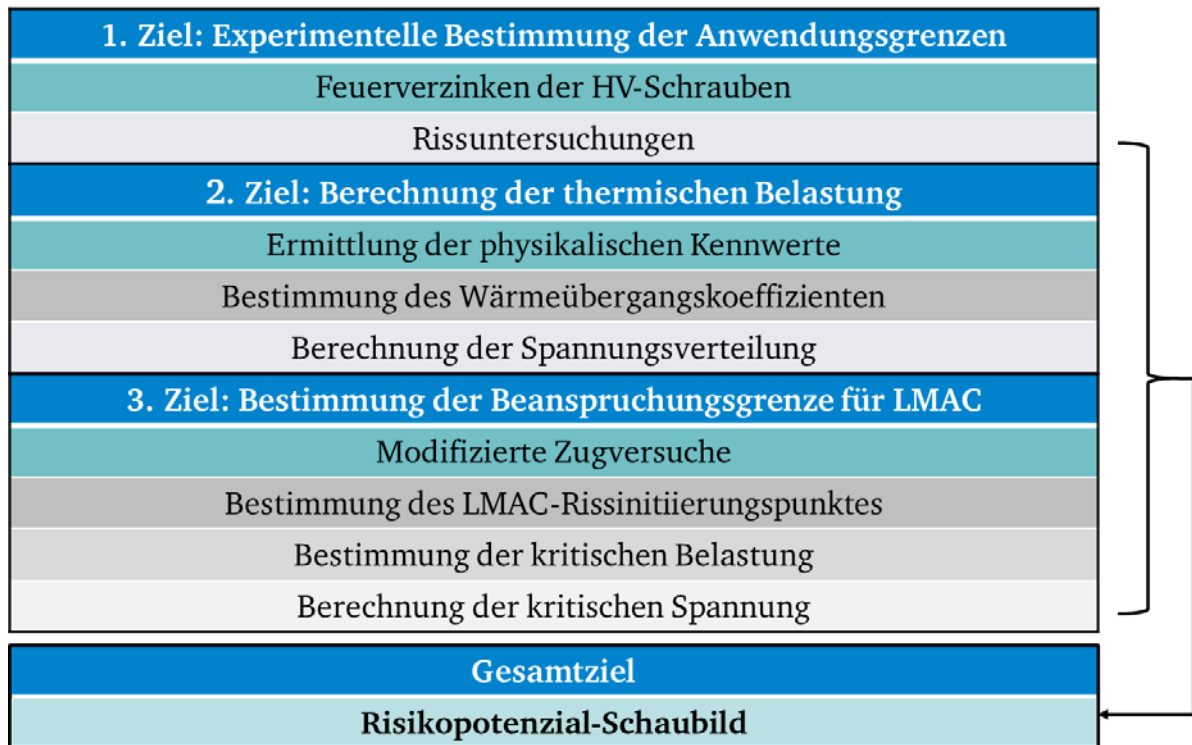 1. Ziel: Experimentelle Bestimmung der Anwendungsgrenzen
Feuerverzinken der HV-Schrauben
Rissuntersuchungen
2. Ziel: Berechnung der thermischen Belastung
Ermittlung der physikalischen Kennwerte
Bestimmung des Wärmeübergangskoeffizienten
Berechnung der Spannungsverteilung
3. Ziel: Bestimmung der Beanspruchungsgrenze für LMAC
Modifizierte Zugversuche
Bestimmung des LMAC-Rissinitiierungspunktes
Bestimmung der kritischen Belastung
Berechnung der kritischen Spannung
Gesamtziel
Risikopotenzial-Schaubild